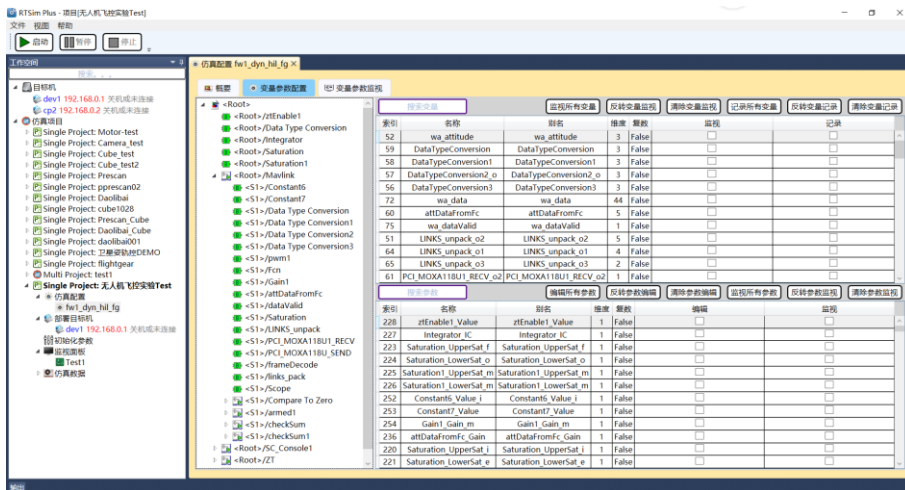 RTSim Plus - 项目[无人机飞控实验Test]
文件 视图 帮助
启动 暂停 停止
工作空间
搜索...
目标机
dev1 192.168.0.1 关机或未连接
cp2 192.168.0.2 关机或未连接
仿真项目
Single Project: Motor-test
Single Project: Camera_test
Single Project: Cube_test
Single Project: Cube_test2
Single Project: Prescan
Single Project: pprescan02
Single Project: Daolibai
Single Project: cube1028
Single Project: Prescan_Cube
Single Project: Daolibai_Cube
Single Project: daolibai001
Single Project: 卫星姿轨控DEMO
Single Project: flightgear
Multi Project: test1
Single Project: 无人机飞控实验Test
仿真配置
fw1_dyn_hil_fg
部署目标机
dev1 192.168.0.1 关机或未连接
初始化参数
监视面板
Test1
仿真数据
仿真配置 fw1_dyn_hil_fg
概要 变量参数配置 变量参数监视
<Root>
<Root>/ztEnable1
<Root>/Data Type Conversion
<Root>/Integrator
<Root>/Saturation
<Root>/Saturation1
<Root>/Mavlink
<S1>/Constant6
<S1>/Constant7
<S1>/Data Type Conversion
<S1>/Data Type Conversion1
<S1>/Data Type Conversion2
<S1>/Data Type Conversion3
<S1>/pwm1
<S1>/Fcn
<S1>/Gain1
<S1>/attDataFromFc
<S1>/dataValid
<S1>/Saturation
<S1>/LINKS_unpack
<S1>/PCI_MOXA118U1_RECV
<S1>/PCI_MOXA118U_SEND
<S1>/frameDecode
<S1>/links_pack
<S1>/Scope
<S1>/Compare To Zero
<S1>/armed1
<S1>/checkSum
<S1>/checkSum1
<Root>/SC_Console1
<Root>/ZT
搜索变量 监视所有变量 反转变量监视 清除变量监视 记录所有变量 反转变量记录 清除变量记录
索引 名称 别名 维度 复数 监视 记录
52 wa_attitude wa_attitude 3 False
59 DataTypeConversion DataTypeConversion 3 False
58 DataTypeConversion1 DataTypeConversion1 3 False
57 DataTypeConversion2_o DataTypeConversion2_o 3 False
56 DataTypeConversion3 DataTypeConversion3 3 False
72 wa_data wa_data 44 False
60 attDataFromFc attDataFromFc 5 False
75 wa_dataValid wa_dataValid 1 False
51 LINKS_unpack_o2 LINKS_unpack_o2 5 False
64 LINKS_unpack_o1 LINKS_unpack_o1 4 False
65 LINKS_unpack_o3 LINKS_unpack_o3 2 False
61 PCI_MOXA118U1_RECV_o2 PCI_MOXA118U1_RECV_o2 1 False
搜索参数 编辑所有参数 反转参数编辑 清除参数编辑 监视所有参数 反转参数监视 清除参数监视
索引 名称 别名 维度 复数 编辑 监视
228 ztEnable1_Value ztEnable1_Value 1 False
227 Integrator_IC Integrator_IC 1 False
223 Saturation_UpperSat_f Saturation_UpperSat_f 1 False
224 Saturation_LowerSat_o Saturation_LowerSat_o 1 False
225 Saturation1_UpperSat_m Saturation1_UpperSat_m 1 False
226 Saturation1_LowerSat_m Saturation1_LowerSat_m 1 False
252 Constant6_Value_i Constant6_Value_i 1 False
253 Constant7_Value Constant7_Value 1 False
254 Gain1_Gain_m Gain1_Gain_m 1 False
236 attDataFromFc_Gain attDataFromFc_Gain 1 False
220 Saturation_UpperSat_i Saturation_UpperSat_i 1 False
221 Saturation_LowerSat_e Saturation_LowerSat_e 1 False
输出